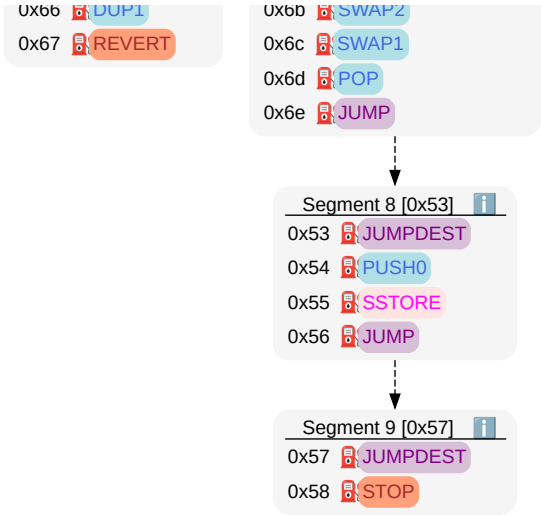 0x66 DUP1
0x67 REVERT
0x6b SWAP2
0x6c SWAP1
0x6d POP
0x6e JUMP
Segment 8 [0x53]
0x53 JUMPDEST
0x54 PUSH0
0x55 SSTORE
0x56 JUMP
Segment 9 [0x57]
0x57 JUMPDEST
0x58 STOP